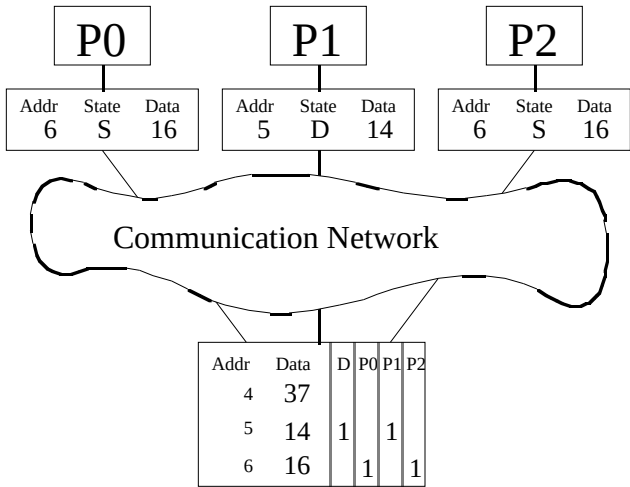 P0 P1 P2
Addr State Data Addr State Data Addr State Data
6 S 16 5 D 14 6 S 16
Communication Network
Addr Data D P0 P1 P2
4 37
5 14 1 1
6 16 1 1